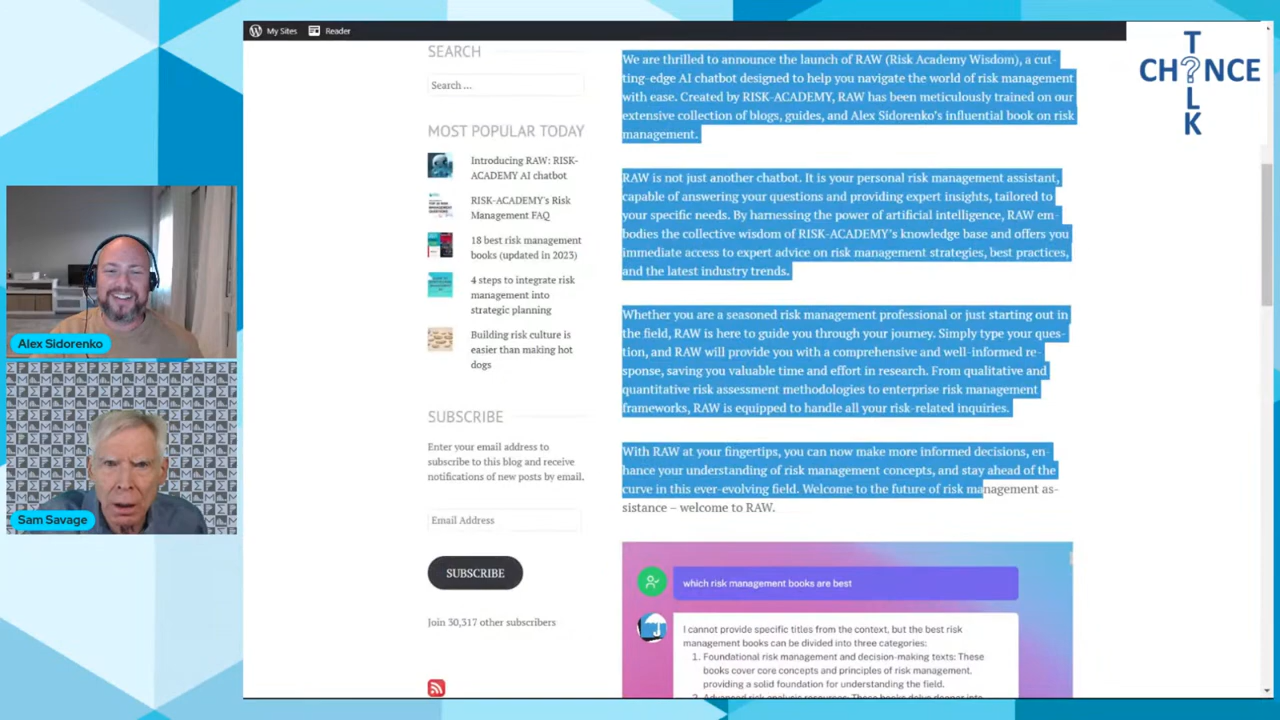 My Sites Reader
T
CH?NCE
L
K
SEARCH
Search ...
MOST POPULAR TODAY
Introducing RAW: RISK-
ACADEMY AI chatbot
RISK-ACADEMY's Risk
Management FAQ
18 best risk management
books (updated in 2023)
4 steps to integrate risk
management into
strategic planning
Building risk culture is
easier than making hot
dogs
SUBSCRIBE
Enter your email address to
subscribe to this blog and receive
notifications of new posts by email.
Email Address
SUBSCRIBE
Join 30,317 other subscribers
We are thrilled to announce the launch of RAW (Risk Academy Wisdom), a cut-
ting-edge AI chatbot designed to help you navigate the world of risk management
with ease. Created by RISK-ACADEMY, RAW has been meticulously trained on our
extensive collection of blogs, guides, and Alex Sidorenko's influential book on risk
management.
RAW is not just another chatbot. It is your personal risk management assistant,
capable of answering your questions and providing expert insights, tailored to
your specific needs. By harnessing the power of artificial intelligence, RAW em-
bodies the collective wisdom of RISK-ACADEMY's knowledge base and offers you
immediate access to expert advice on risk management strategies, best practices,
and the latest industry trends.
Whether you are a seasoned risk management professional or just starting out in
the field, RAW is here to guide you through your journey. Simply type your ques-
tion, and RAW will provide you with a comprehensive and well-informed re-
sponse, saving you valuable time and effort in research. From qualitative and
quantitative risk assessment methodologies to enterprise risk management
frameworks, RAW is equipped to handle all your risk-related inquiries.
With RAW at your fingertips, you can now make more informed decisions, en-
hance your understanding of risk management concepts, and stay ahead of the
curve in this ever-evolving field. Welcome to the future of risk management as-
sistance – welcome to RAW.
which risk management books are best
I cannot provide specific titles from the context, but the best risk
management books can be divided into three categories:
1. Foundational risk management and decision-making texts: These
books cover core concepts and principles of risk management,
providing a solid foundation for understanding the field.
2. Advanced risk analysis resources: These books delve deeper into
Alex Sidorenko
Sam Savage